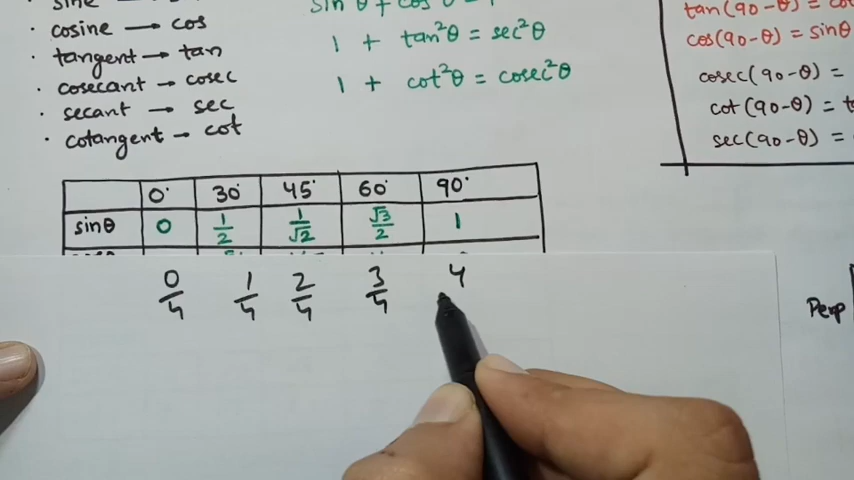 sine
· cosine → cos
· tangent → tan
· cosecant → cosec
· secant → sec
· cotangent → cot
1 + tan²θ = sec²θ
1 + cot²θ = cosec²θ
tan(90-θ) =
cos(90-θ) = sinθ
cosec(90-θ) =
cot(90-θ) =
sec(90-θ) =
0° 30° 45° 60° 90°
sinθ 0 1/2 1/√2 √3/2 1
0/4 1/4 2/4 3/4 4
Perp